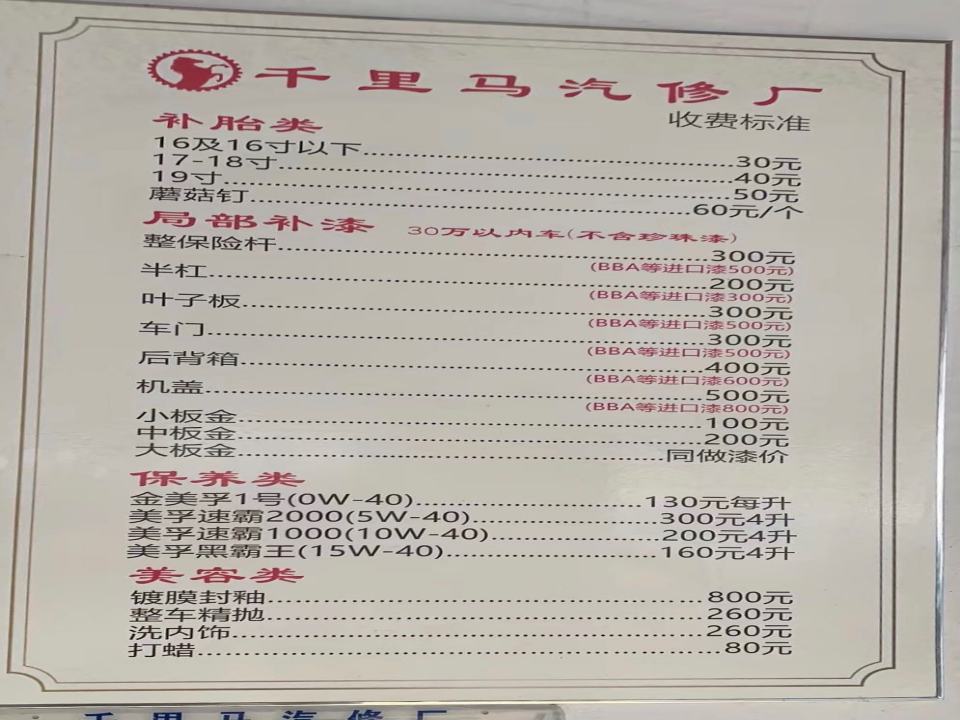 千里马汽修厂
收费标准
补胎类
16及16寸以下........30元
17-18寸........40元
19寸........50元
蘑菇钉........60元/个
局部补漆 30万以内车(不含珍珠漆)
整保险杆........300元
(BBA等进口漆500元)
半杠........200元
(BBA等进口漆300元)
叶子板........300元
(BBA等进口漆500元)
车门........300元
(BBA等进口漆500元)
后背箱........400元
(BBA等进口漆600元)
机盖........500元
(BBA等进口漆800元)
小板金........100元
中板金........200元
大板金........同做漆价
保养类
金美孚1号(0W-40)........130元每升
美孚速霸2000(5W-40)........300元4升
美孚速霸1000(10W-40)........200元4升
美孚黑霸王(15W-40)........160元4升
美容类
镀膜封釉........800元
整车精抛........260元
洗内饰........260元
打蜡........80元
千里马汽修厂